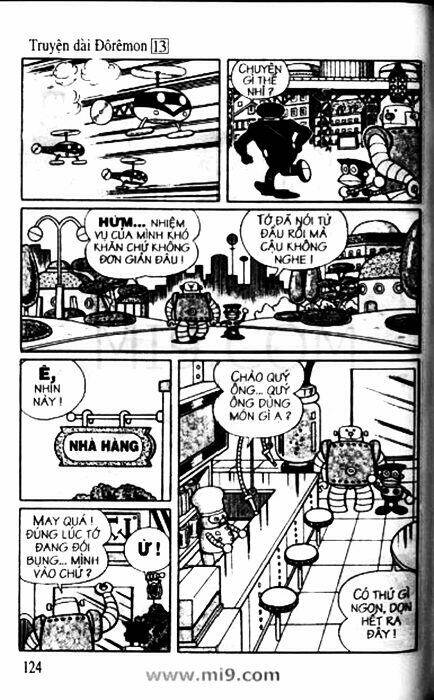 Truyện dài Đôrêmon 13
CHUYỆN
GÌ THẾ
NHỈ ?
HỪM... NHIỆM
VỤ CỦA MÌNH KHÓ
KHĂN CHỨ KHÔNG
ĐƠN GIẢN ĐÂU !
TỚ ĐÃ NÓI TỪ
ĐẦU RỒI MÀ
CẬU KHÔNG
NGHE !
Ê,
NHÌN
NÀY !
NHÀ HÀNG
CHÀO QUÝ
ÔNG... QUÝ
ÔNG DÙNG
MÓN GÌ Ạ ?
MAY QUÁ !
ĐÚNG LÚC TỚ
ĐANG ĐÓI
BỤNG... MÌNH
VÀO CHỨ ?
Ừ !
CÓ THỨ GÌ
NGON, DỌN
HẾT RA
ĐÂY !
124
www.mi9.com